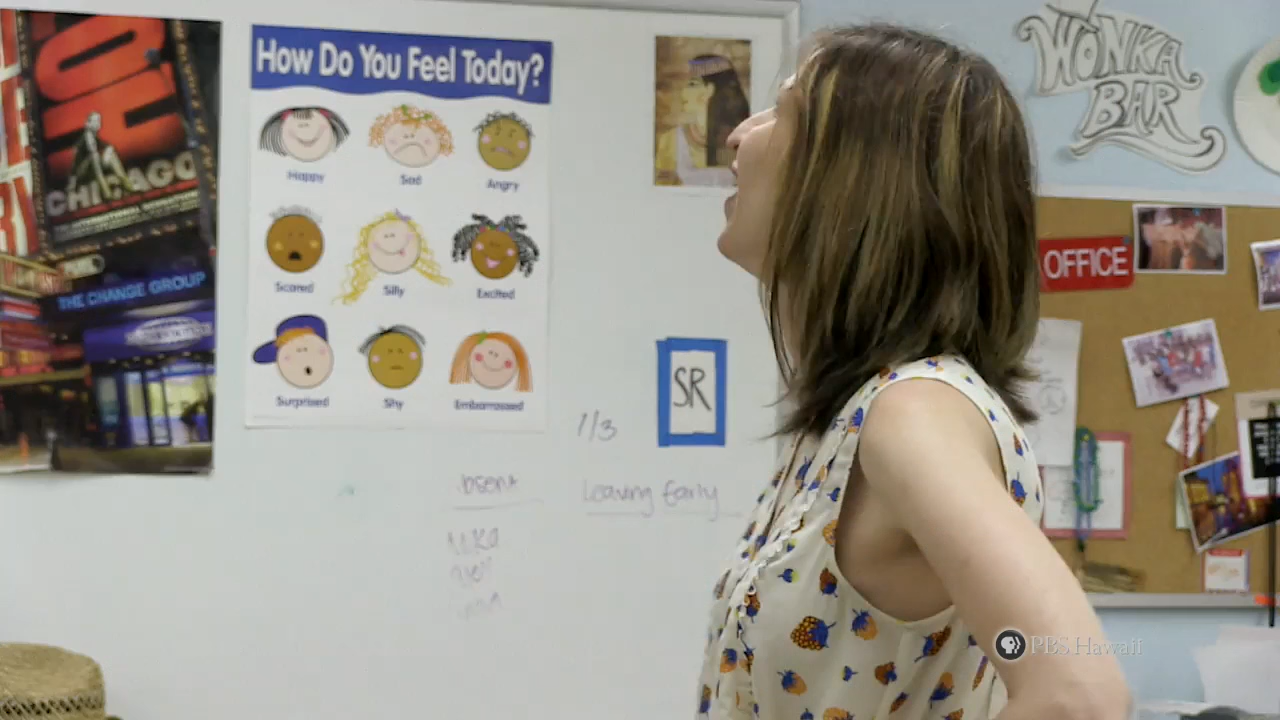 How Do You Feel Today?
Happy
Sad
Angry
Scared
Silly
Excited
Surprised
Shy
Embarrassed
CHICAGO
THE CHANGE GROUP
WONKA
BAR
OFFICE
SR
1/3
Leaving Early
PBS Hawaii